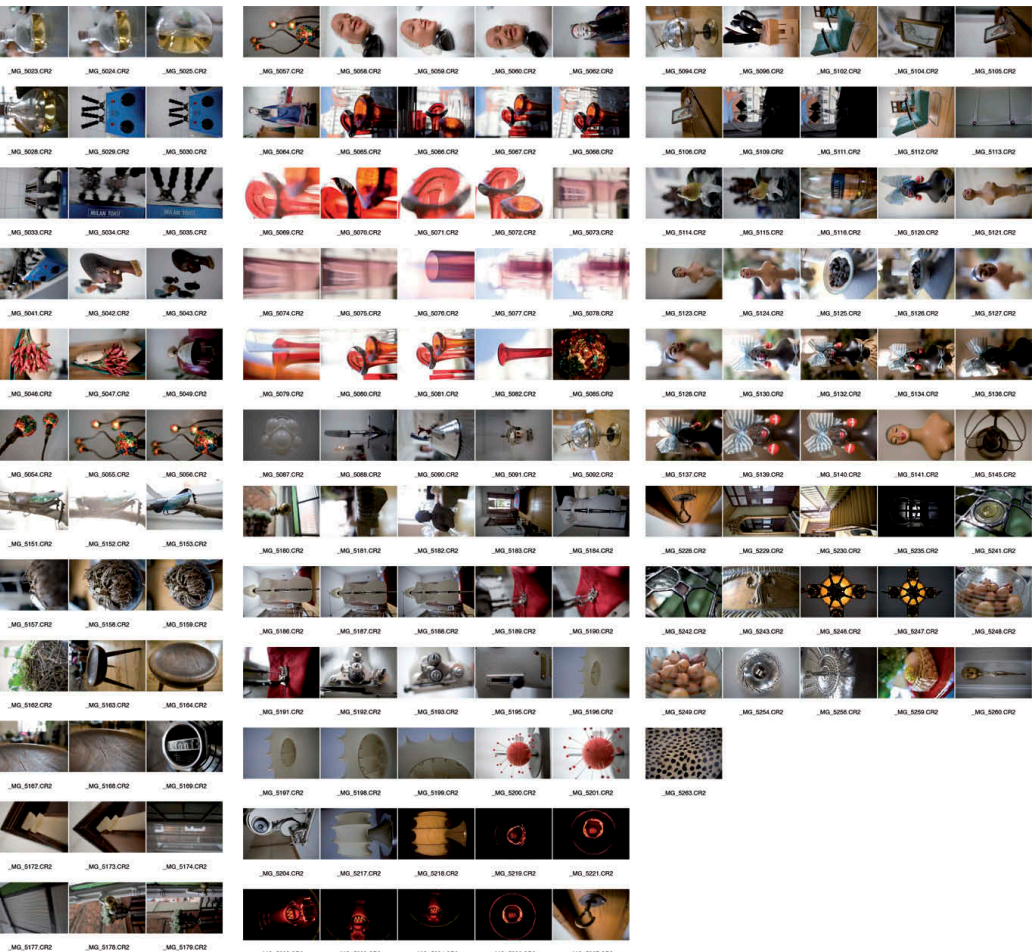 _MG_5023.CR2 _MG_5024.CR2 _MG_5025.CR2
_MG_5028.CR2 _MG_5029.CR2 _MG_5030.CR2
MILAN TOKU MILAN TOKU
_MG_5033.CR2 _MG_5034.CR2 _MG_5035.CR2
_MG_5041.CR2 _MG_5042.CR2 _MG_5043.CR2
_MG_5046.CR2 _MG_5047.CR2 _MG_5049.CR2
_MG_5054.CR2 _MG_5055.CR2 _MG_5056.CR2
_MG_5151.CR2 _MG_5152.CR2 _MG_5153.CR2
_MG_5157.CR2 _MG_5158.CR2 _MG_5159.CR2
_MG_5162.CR2 _MG_5163.CR2 _MG_5164.CR2
_MG_5167.CR2 _MG_5168.CR2 _MG_5169.CR2
_MG_5172.CR2 _MG_5173.CR2 _MG_5174.CR2
_MG_5177.CR2 _MG_5178.CR2 _MG_5179.CR2
_MG_5057.CR2 _MG_5058.CR2 _MG_5059.CR2 _MG_5060.CR2 _MG_5062.CR2
_MG_5064.CR2 _MG_5065.CR2 _MG_5066.CR2 _MG_5067.CR2 _MG_5068.CR2
_MG_5069.CR2 _MG_5070.CR2 _MG_5071.CR2 _MG_5072.CR2 _MG_5073.CR2
_MG_5074.CR2 _MG_5075.CR2 _MG_5076.CR2 _MG_5077.CR2 _MG_5078.CR2
_MG_5079.CR2 _MG_5080.CR2 _MG_5081.CR2 _MG_5082.CR2 _MG_5085.CR2
_MG_5087.CR2 _MG_5088.CR2 _MG_5090.CR2 _MG_5091.CR2 _MG_5092.CR2
_MG_5180.CR2 _MG_5181.CR2 _MG_5182.CR2 _MG_5183.CR2 _MG_5184.CR2
_MG_5186.CR2 _MG_5187.CR2 _MG_5188.CR2 _MG_5189.CR2 _MG_5190.CR2
_MG_5191.CR2 _MG_5192.CR2 _MG_5193.CR2 _MG_5195.CR2 _MG_5196.CR2
_MG_5197.CR2 _MG_5198.CR2 _MG_5199.CR2 _MG_5200.CR2 _MG_5201.CR2
_MG_5204.CR2 _MG_5217.CR2 _MG_5218.CR2 _MG_5219.CR2 _MG_5221.CR2
_MG_5094.CR2 _MG_5096.CR2 _MG_5102.CR2 _MG_5104.CR2 _MG_5105.CR2
_MG_5106.CR2 _MG_5109.CR2 _MG_5111.CR2 _MG_5112.CR2 _MG_5113.CR2
_MG_5114.CR2 _MG_5115.CR2 _MG_5116.CR2 _MG_5120.CR2 _MG_5121.CR2
_MG_5123.CR2 _MG_5124.CR2 _MG_5125.CR2 _MG_5126.CR2 _MG_5127.CR2
_MG_5128.CR2 _MG_5130.CR2 _MG_5132.CR2 _MG_5134.CR2 _MG_5136.CR2
_MG_5137.CR2 _MG_5139.CR2 _MG_5140.CR2 _MG_5141.CR2 _MG_5145.CR2
_MG_5228.CR2 _MG_5229.CR2 _MG_5230.CR2 _MG_5235.CR2 _MG_5241.CR2
_MG_5242.CR2 _MG_5243.CR2 _MG_5246.CR2 _MG_5247.CR2 _MG_5248.CR2
_MG_5249.CR2 _MG_5254.CR2 _MG_5256.CR2 _MG_5259.CR2 _MG_5260.CR2
_MG_5263.CR2